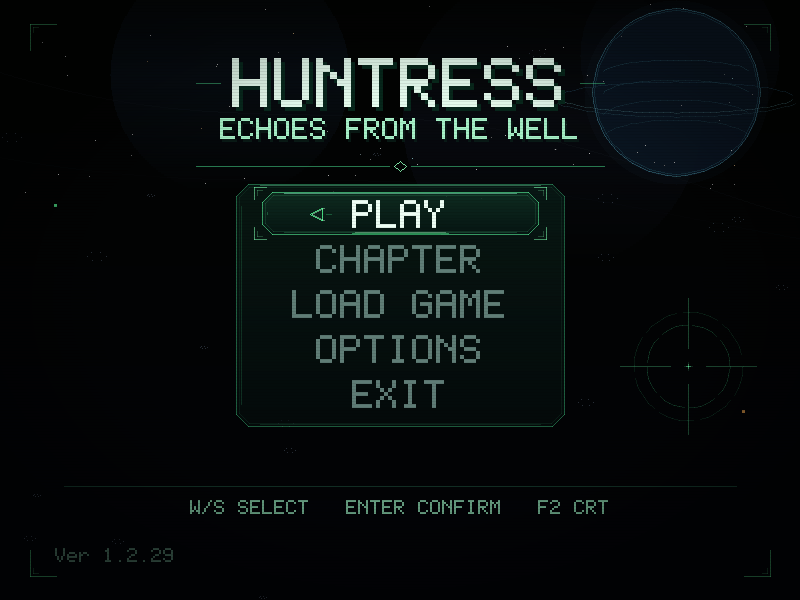 HUNTRESS
ECHOES FROM THE WELL
PLAY
CHAPTER
LOAD GAME
OPTIONS
EXIT
W/S SELECT ENTER CONFIRM F2 CRT
Ver 1.2.29